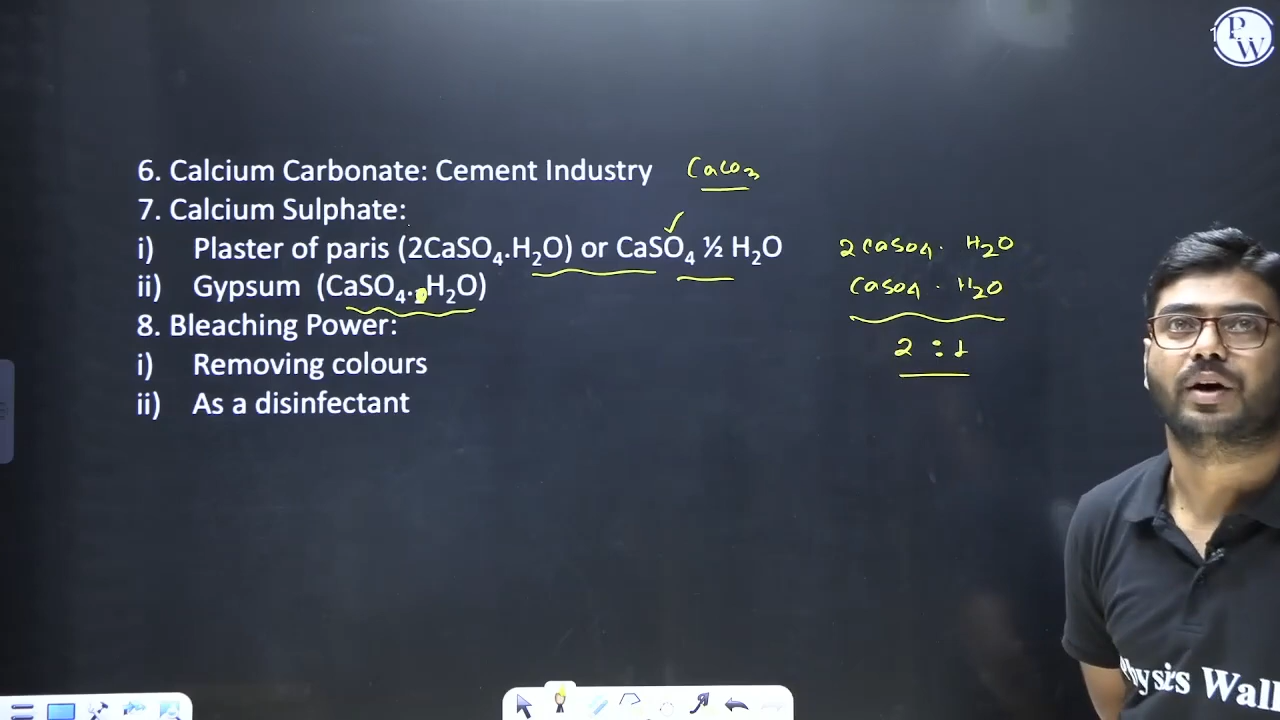 PW
6. Calcium Carbonate: Cement Industry CaCO3
7. Calcium Sulphate:
i) Plaster of paris (2CaSO₄.H₂O) or CaSO₄ ½ H₂O 2CaSO4. H2O
ii) Gypsum (CaSO₄. H₂O) CaSO4 . H2O
2 : 1
8. Bleaching Power:
i) Removing colours
ii) As a disinfectant
Physics Wall